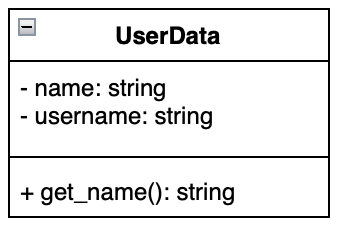 UserData
- name: string
- username: string
+ get_name(): string